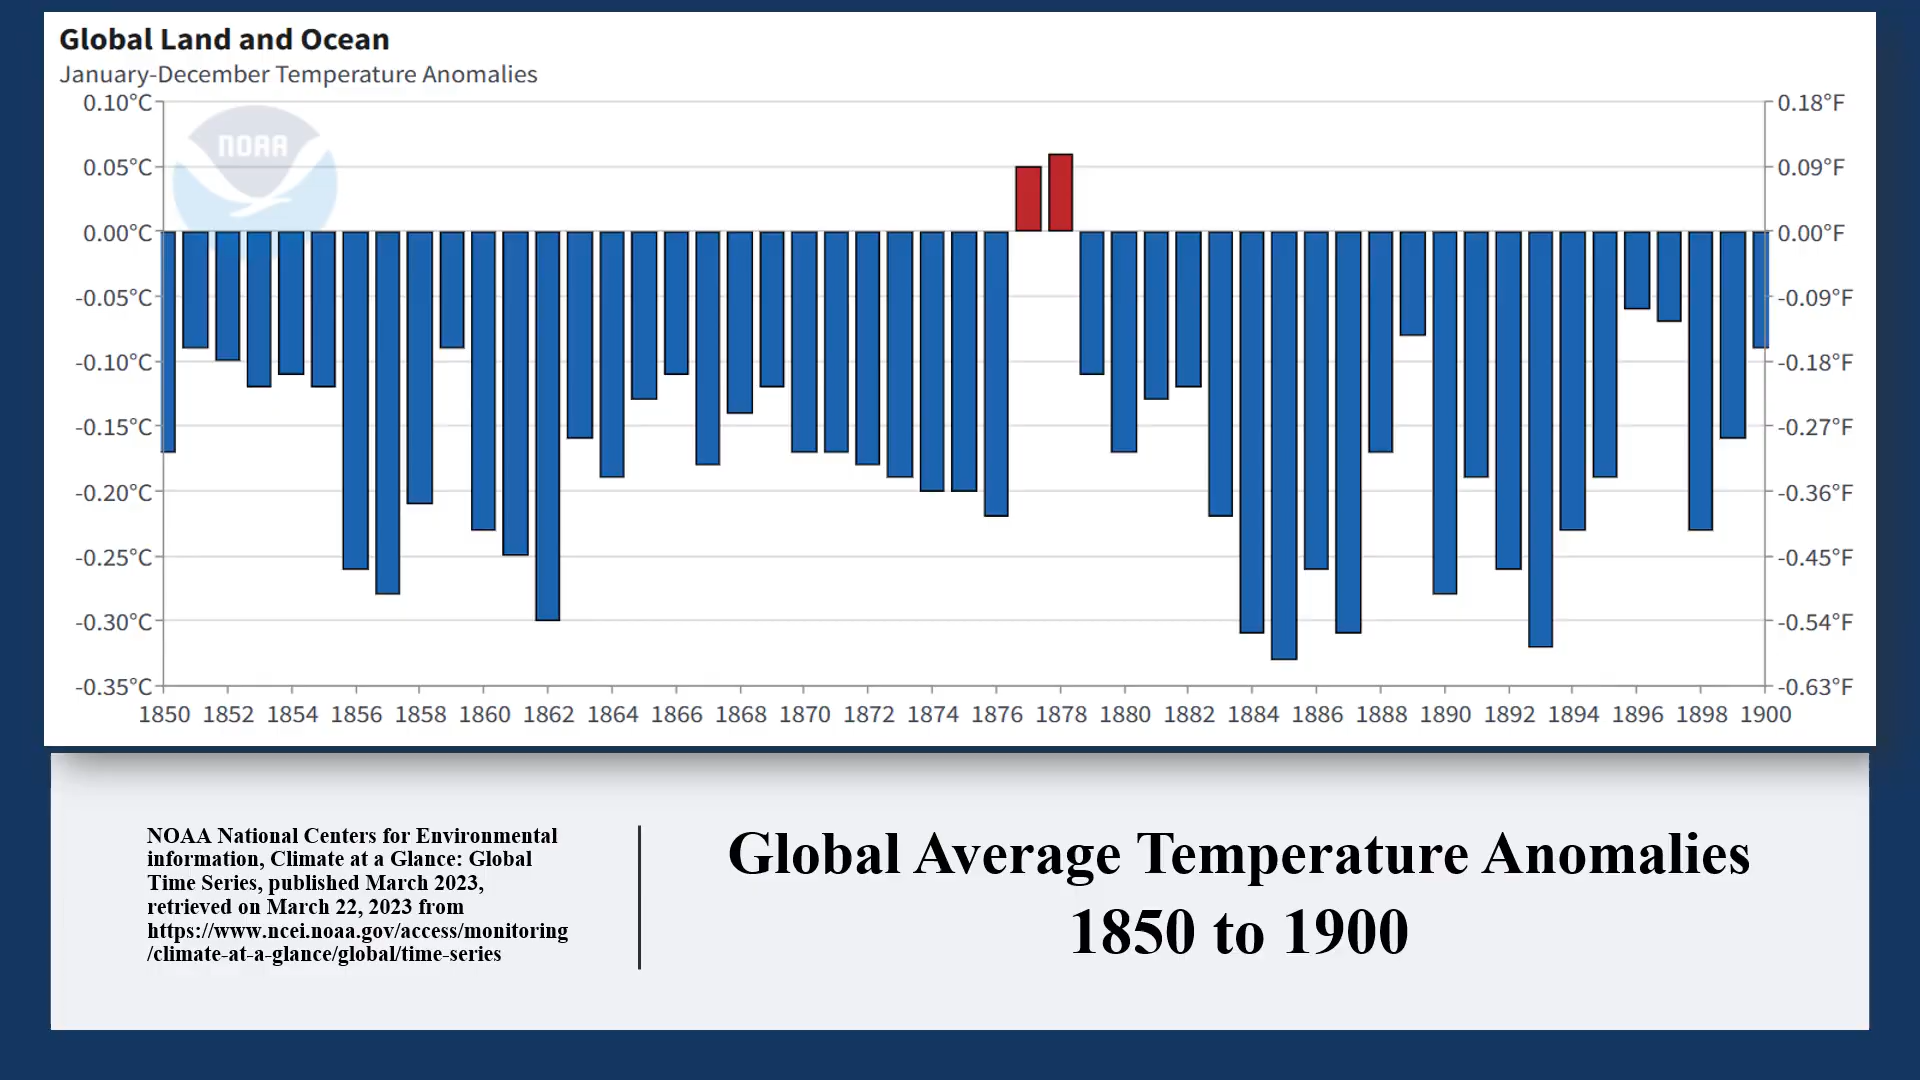 Global Land and Ocean
January-December Temperature Anomalies
NOAA
0.10°C
0.05°C
0.00°C
-0.05°C
-0.10°C
-0.15°C
-0.20°C
-0.25°C
-0.30°C
-0.35°C
0.18°F
0.09°F
0.00°F
-0.09°F
-0.18°F
-0.27°F
-0.36°F
-0.45°F
-0.54°F
-0.63°F
1850 1852 1854 1856 1858 1860 1862 1864 1866 1868 1870 1872 1874 1876 1878 1880 1882 1884 1886 1888 1890 1892 1894 1896 1898 1900
NOAA National Centers for Environmental
information, Climate at a Glance: Global
Time Series, published March 2023,
retrieved on March 22, 2023 from
https://www.ncei.noaa.gov/access/monitoring
/climate-at-a-glance/global/time-series
Global Average Temperature Anomalies
1850 to 1900